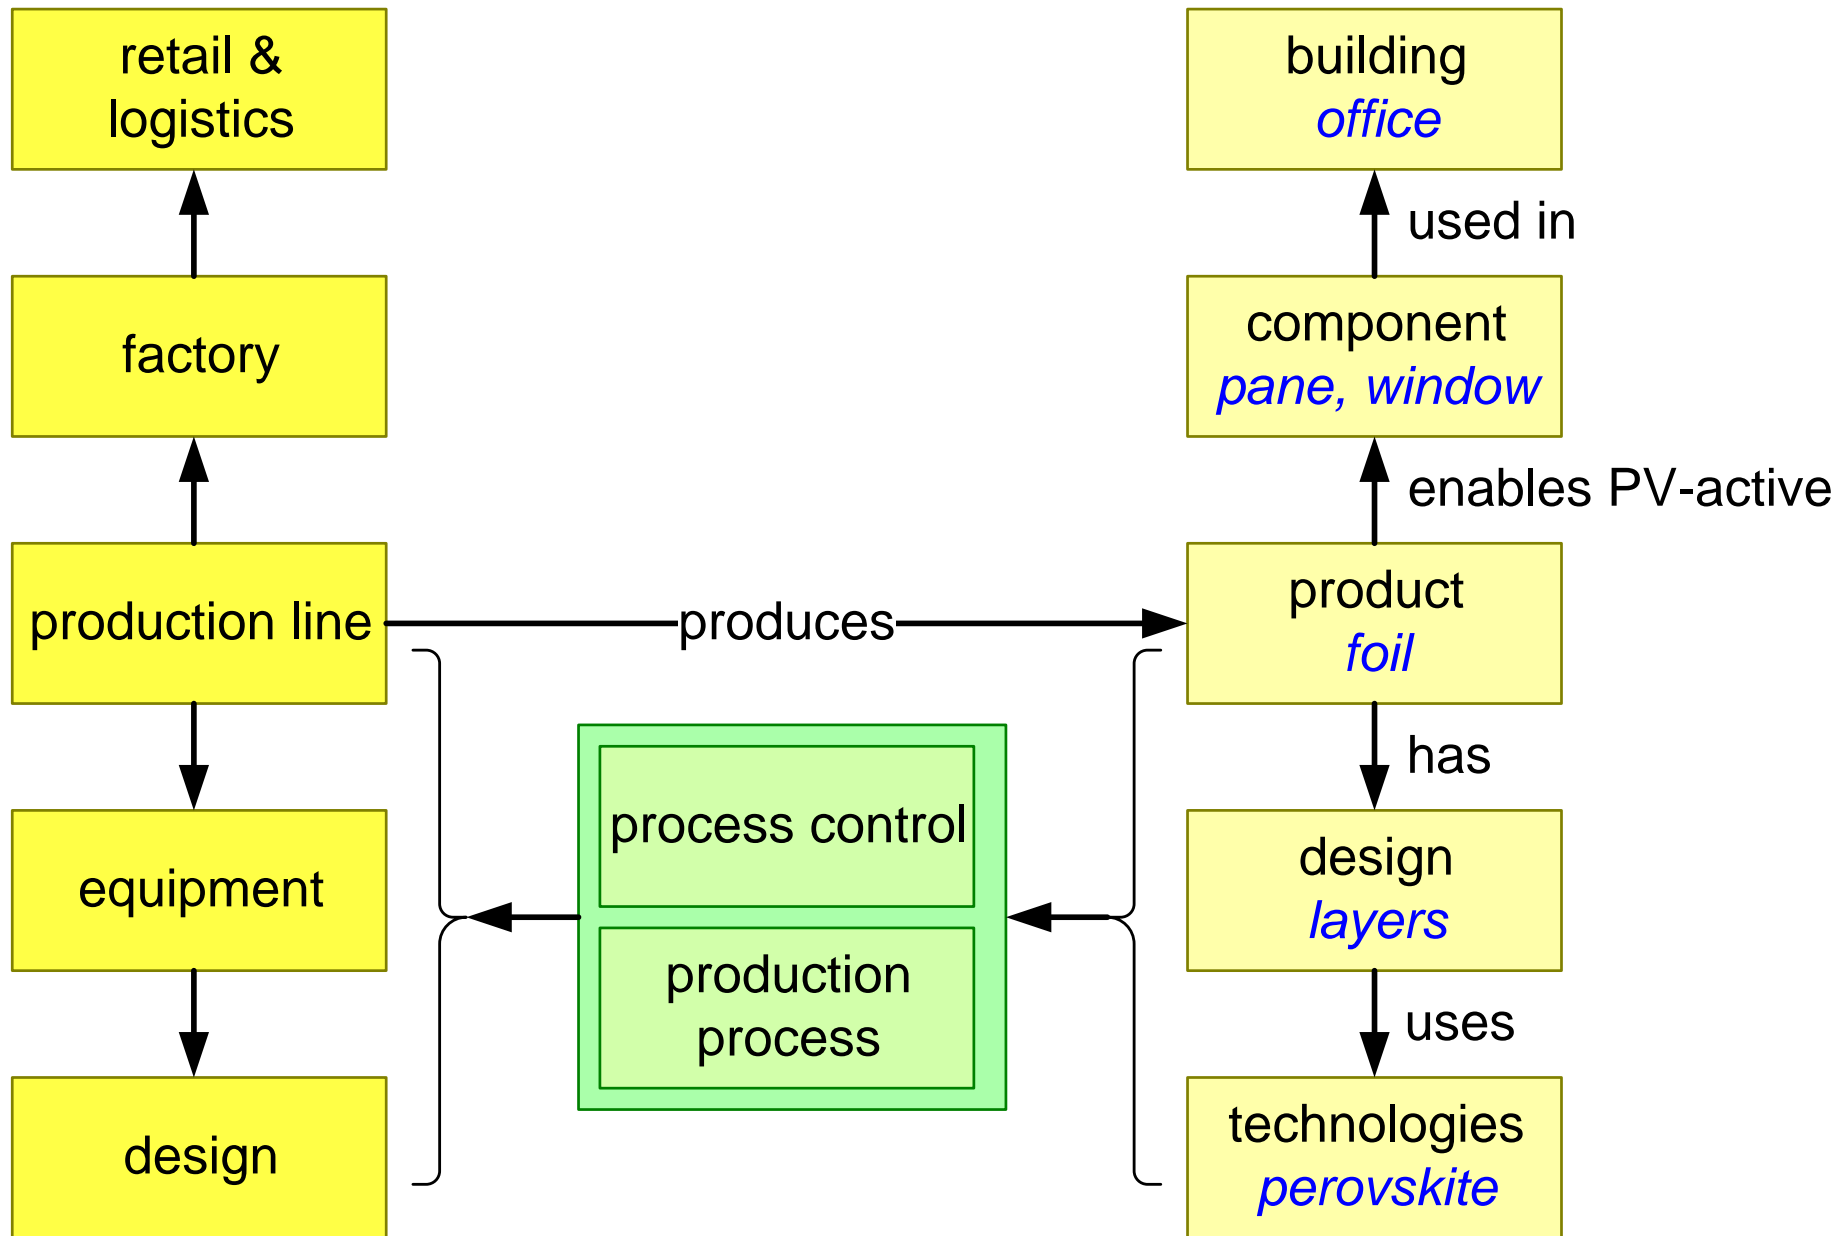 retail &
logistics
factory
production line
equipment
design
produces
process control
production
process
building
office
used in
component
pane, window
enables PV-active
product
foil
has
design
layers
uses
technologies
perovskite